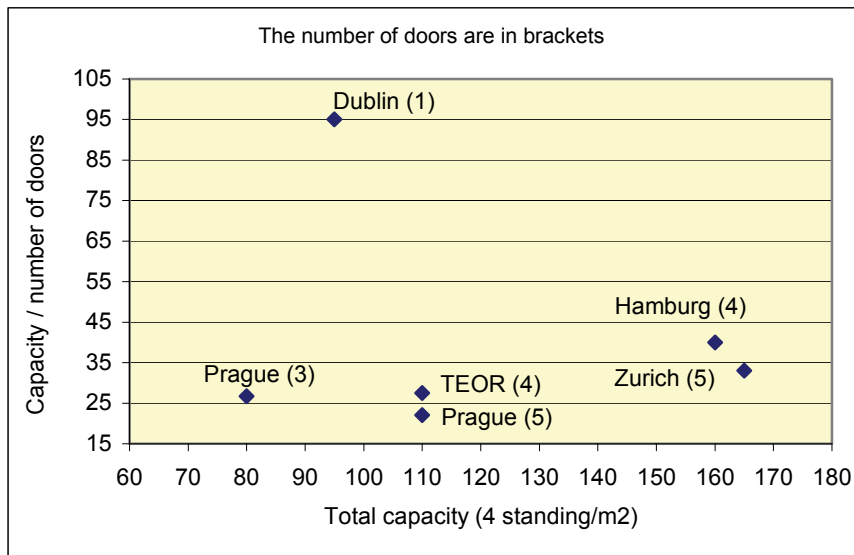 The number of doors are in brackets
Capacity / number of doors
105
95
85
75
65
55
45
35
25
15
Dublin (1)
Hamburg (4)
Prague (3)
TEOR (4)
Zurich (5)
Prague (5)
60 70 80 90 100 110 120 130 140 150 160 170 180
Total capacity (4 standing/m2)